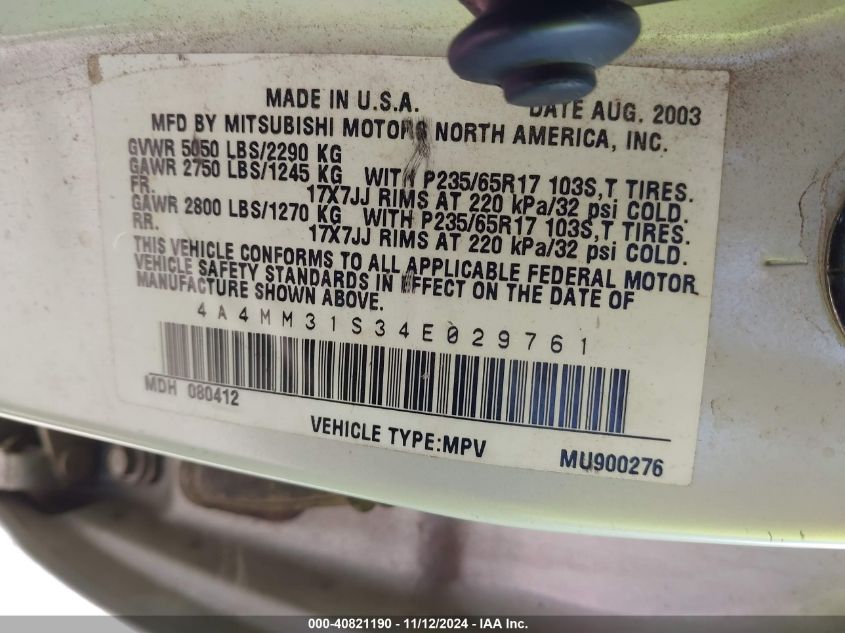 MADE IN U.S.A. DATE AUG. 2003
MFD BY MITSUBISHI MOTORS NORTH AMERICA, INC.
GVWR 5050 LBS/2290 KG
GAWR 2750 LBS/1245 KG WITH P235/65R17 103S,T TIRES.
FR. 17X7JJ RIMS AT 220 kPa/32 psi COLD.
GAWR 2800 LBS/1270 KG WITH P235/65R17 103S,T TIRES.
RR. 17X7JJ RIMS AT 220 kPa/32 psi COLD.
THIS VEHICLE CONFORMS TO ALL APPLICABLE FEDERAL MOTOR
VEHICLE SAFETY STANDARDS IN EFFECT ON THE DATE OF
MANUFACTURE SHOWN ABOVE.
4A4MM31S34E029761
MDH 080412
VEHICLE TYPE:MPV
MU900276
000-40821190 - 11/12/2024 - IAA Inc.